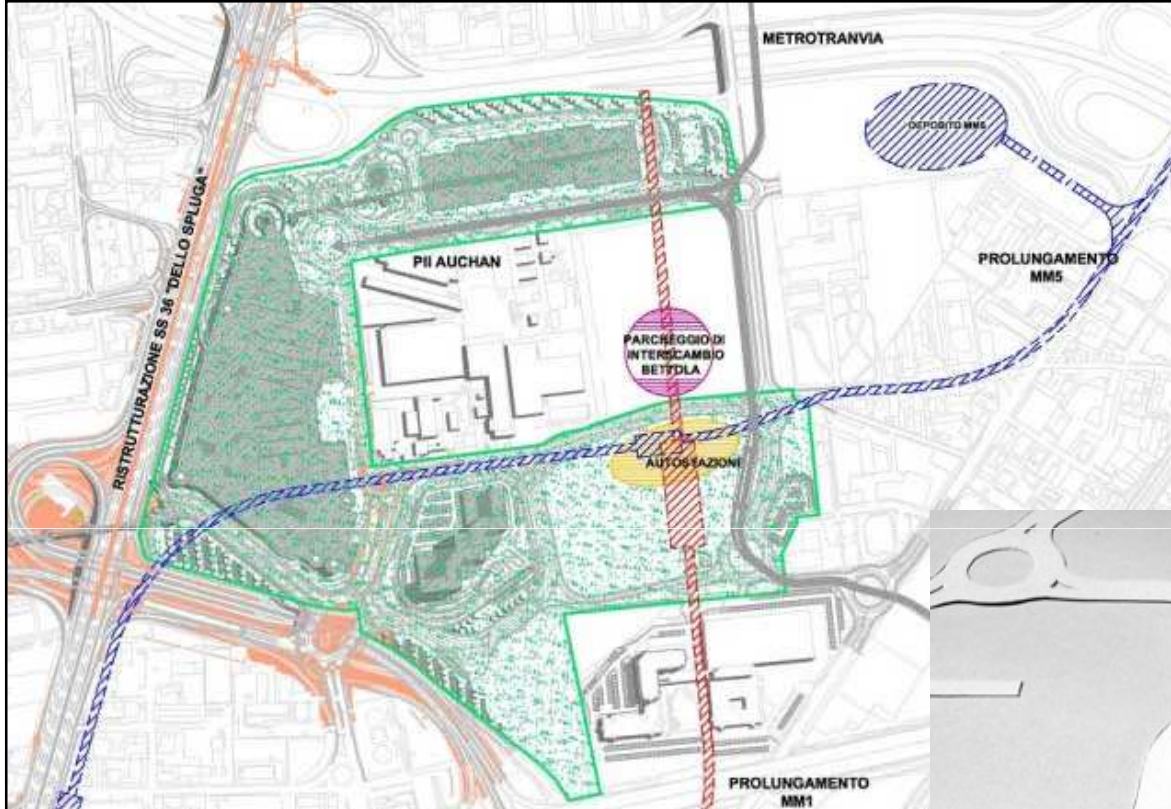 METROTRANVIA
DEPOSITO MM5
RISTRUTTURAZIONE SS 36 "DELLO SPLUGA"
PII AUCHAN
PROLUNGAMENTO
MM5
PARCHEGGIO DI
INTERSCAMBIO
BETTOLA
AUTOSTAZIONI
PROLUNGAMENTO
MM1